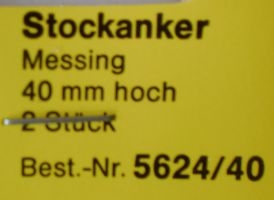 Stockanker
Messing
40 mm hoch
2 Stück
Best.-Nr. 5624/40